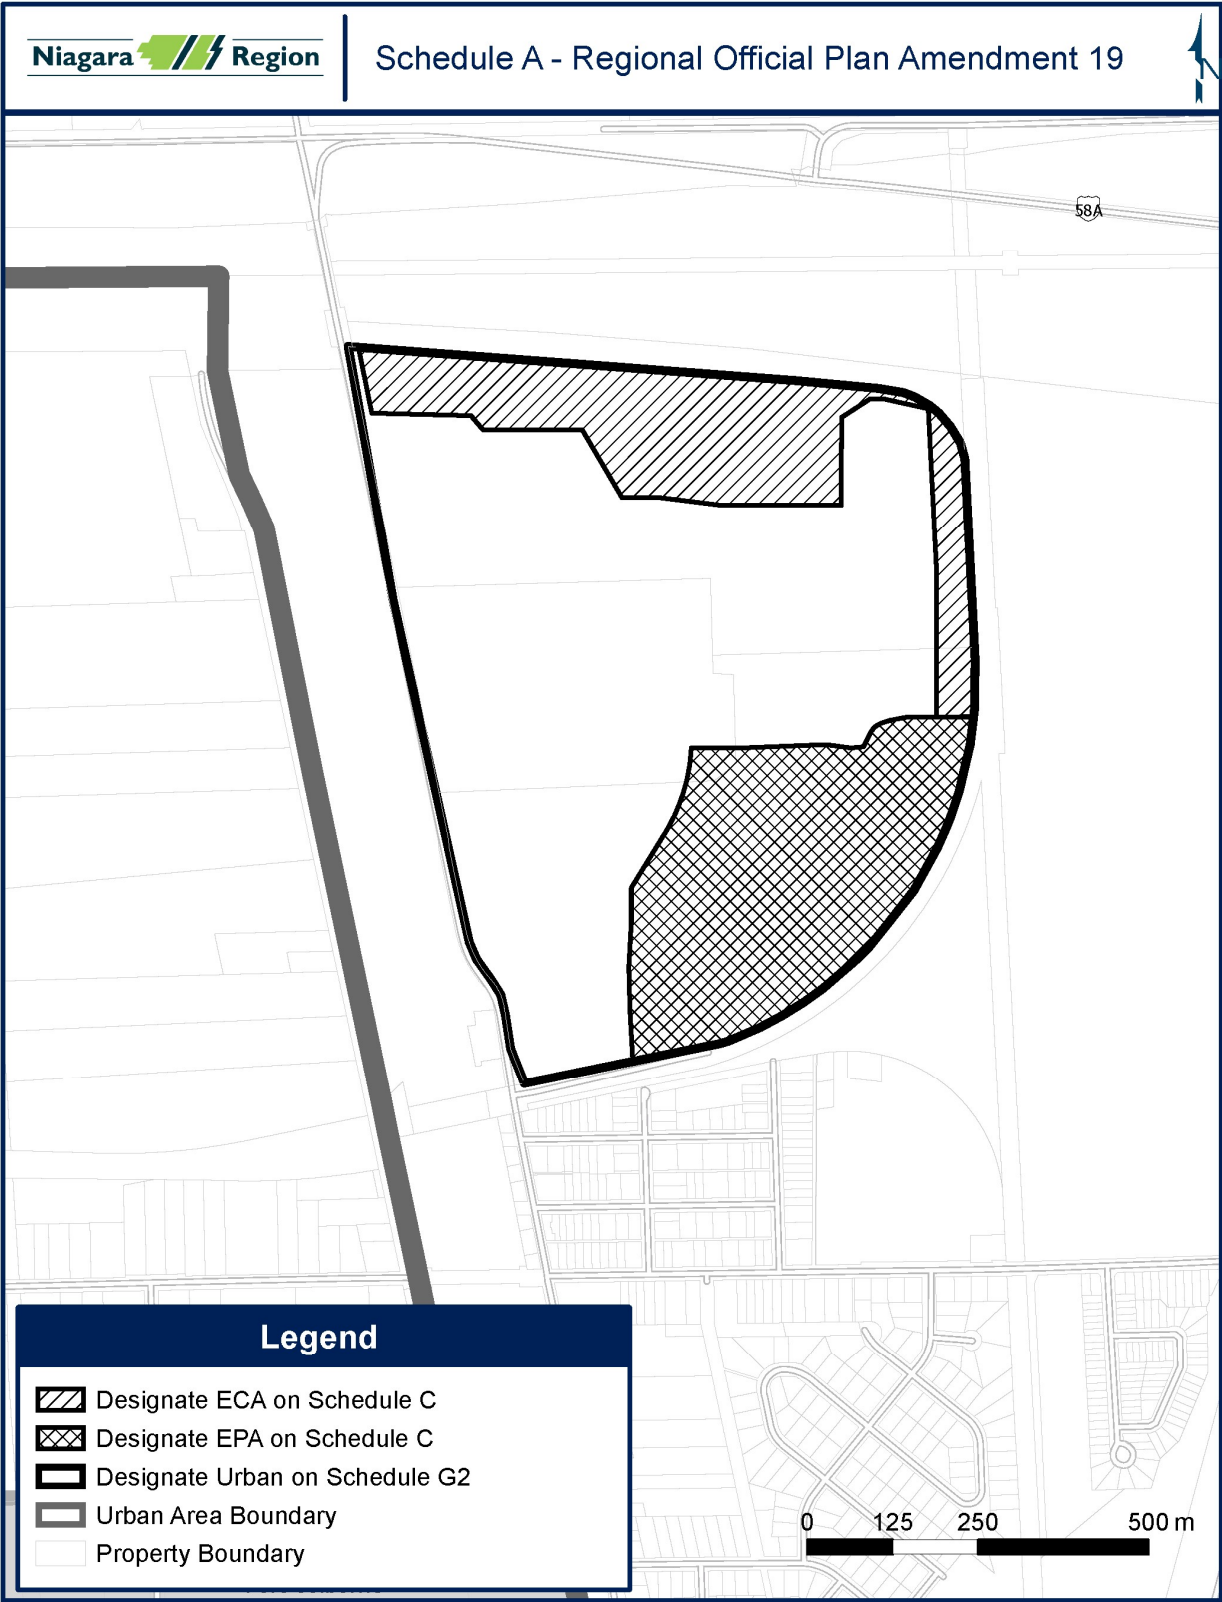 Niagara Region
Schedule A - Regional Official Plan Amendment 19
N
58A
Legend
Designate ECA on Schedule C
Designate EPA on Schedule C
Designate Urban on Schedule G2
Urban Area Boundary
Property Boundary
0 125 250 500 m